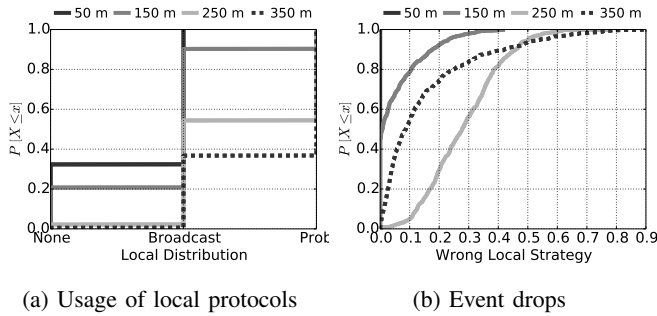 50 m 150 m 250 m 350 m
1.0
0.8
0.6
0.4
0.2
0.0
P [X ≤ x]
None Broadcast Prob
Local Distribution
(a) Usage of local protocols
50 m 150 m 250 m 350 m
1.0
0.8
0.6
0.4
0.2
0.0
P [X ≤ x]
0.0 0.1 0.2 0.3 0.4 0.5 0.6 0.7 0.8 0.9
Wrong Local Strategy
(b) Event drops